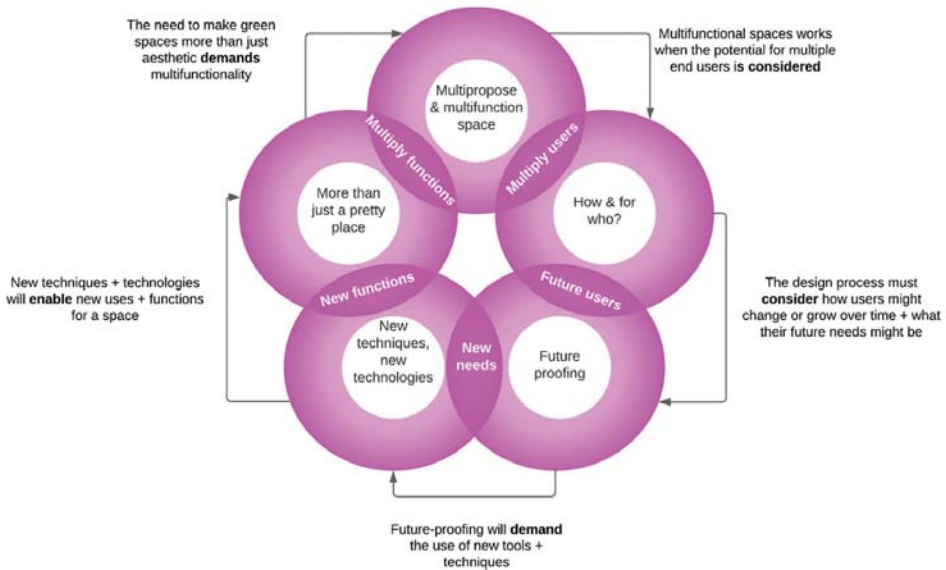 The need to make green
spaces more than just
aesthetic demands
multifunctionality
Multifunctional spaces works
when the potential for multiple
end users is considered
Multipropose
& multifunction
space
Multiply functions
Multiply users
More than
just a pretty
place
How & for
who?
New techniques + technologies
will enable new uses + functions
for a space
New functions
Future users
The design process must
consider how users might
change or grow over time + what
their future needs might be
New
techniques,
new
technologies
New
needs
Future
proofing
Future-proofing will demand
the use of new tools +
techniques